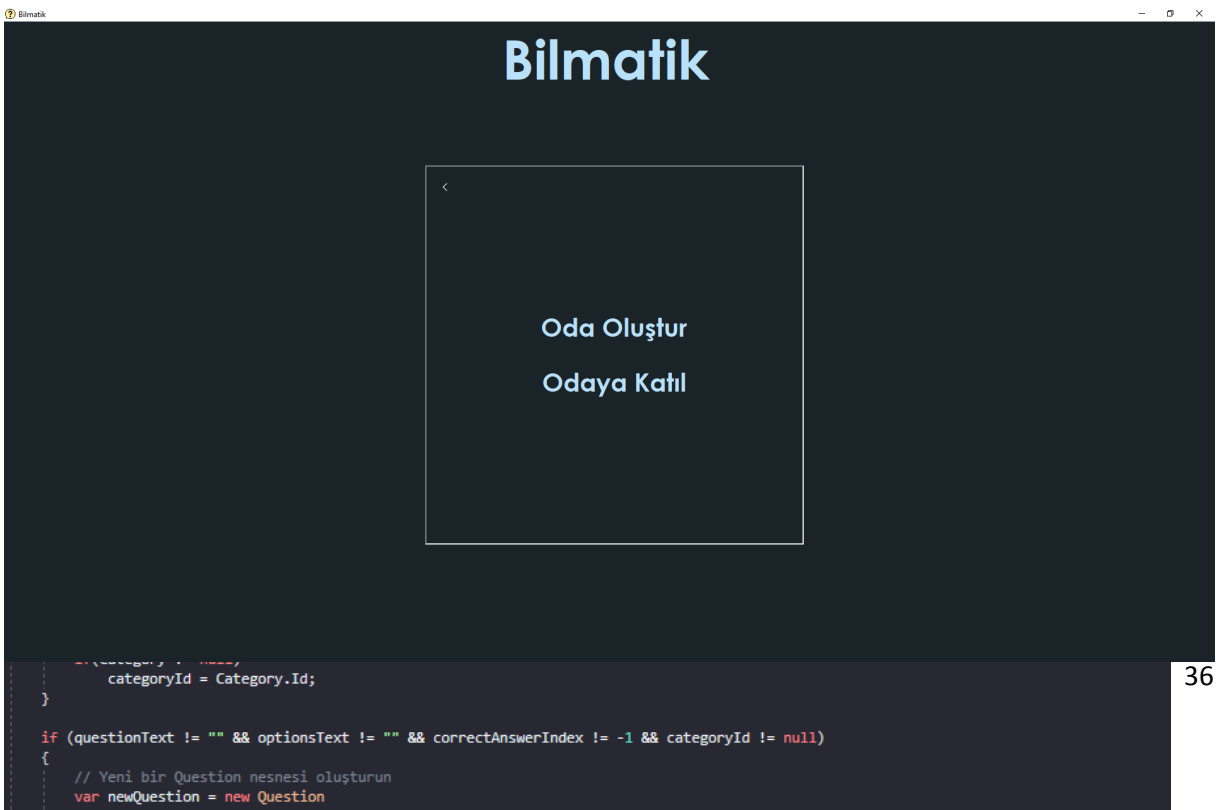 Bilmatik
Bilmatik
<
Oda Oluştur
Odaya Katıl
36
categoryId = Category.Id;
}
if (questionText != "" && optionsText != "" && correctAnswerIndex != -1 && categoryId != null)
{
// Yeni bir Question nesnesi oluşturun
var newQuestion = new Question